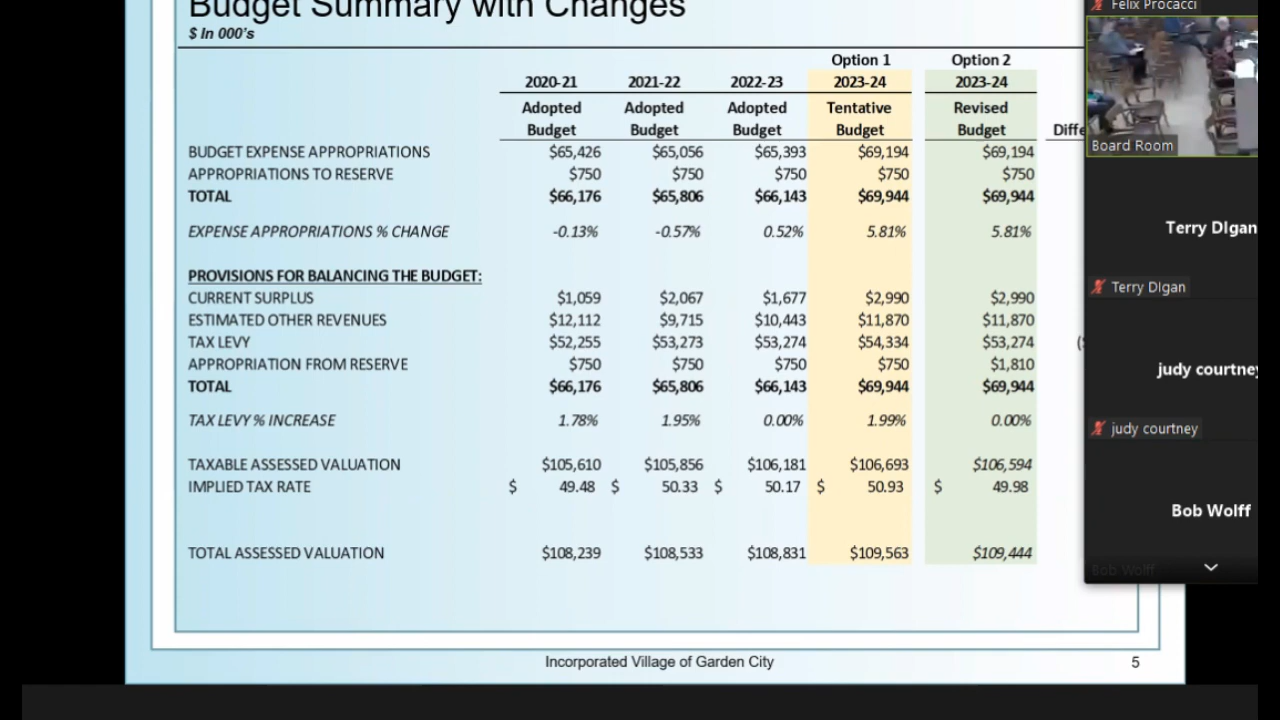 Budget Summary with Changes
$ In 000's
Option 1 Option 2
2020-21 2021-22 2022-23 2023-24 2023-24
Adopted Adopted Adopted Tentative Revised
Budget Budget Budget Budget Budget
BUDGET EXPENSE APPROPRIATIONS $65,426 $65,056 $65,393 $69,194 $69,194
APPROPRIATIONS TO RESERVE $750 $750 $750 $750 $750
TOTAL $66,176 $65,806 $66,143 $69,944 $69,944
EXPENSE APPROPRIATIONS % CHANGE -0.13% -0.57% 0.52% 5.81% 5.81%
PROVISIONS FOR BALANCING THE BUDGET:
CURRENT SURPLUS $1,059 $2,067 $1,677 $2,990 $2,990
ESTIMATED OTHER REVENUES $12,112 $9,715 $10,443 $11,870 $11,870
TAX LEVY $52,255 $53,273 $53,274 $54,334 $53,274
APPROPRIATION FROM RESERVE $750 $750 $750 $750 $1,810
TOTAL $66,176 $65,806 $66,143 $69,944 $69,944
TAX LEVY % INCREASE 1.78% 1.95% 0.00% 1.99% 0.00%
TAXABLE ASSESSED VALUATION $105,610 $105,856 $106,181 $106,693 $106,594
IMPLIED TAX RATE $ 49.48 $ 50.33 $ 50.17 $ 50.93 $ 49.98
TOTAL ASSESSED VALUATION $108,239 $108,533 $108,831 $109,563 $109,444
Incorporated Village of Garden City 5
Felix Procacci
Board Room
Terry DIgan
Terry DIgan
judy courtney
judy courtney
Bob Wolff
Bob Wolff